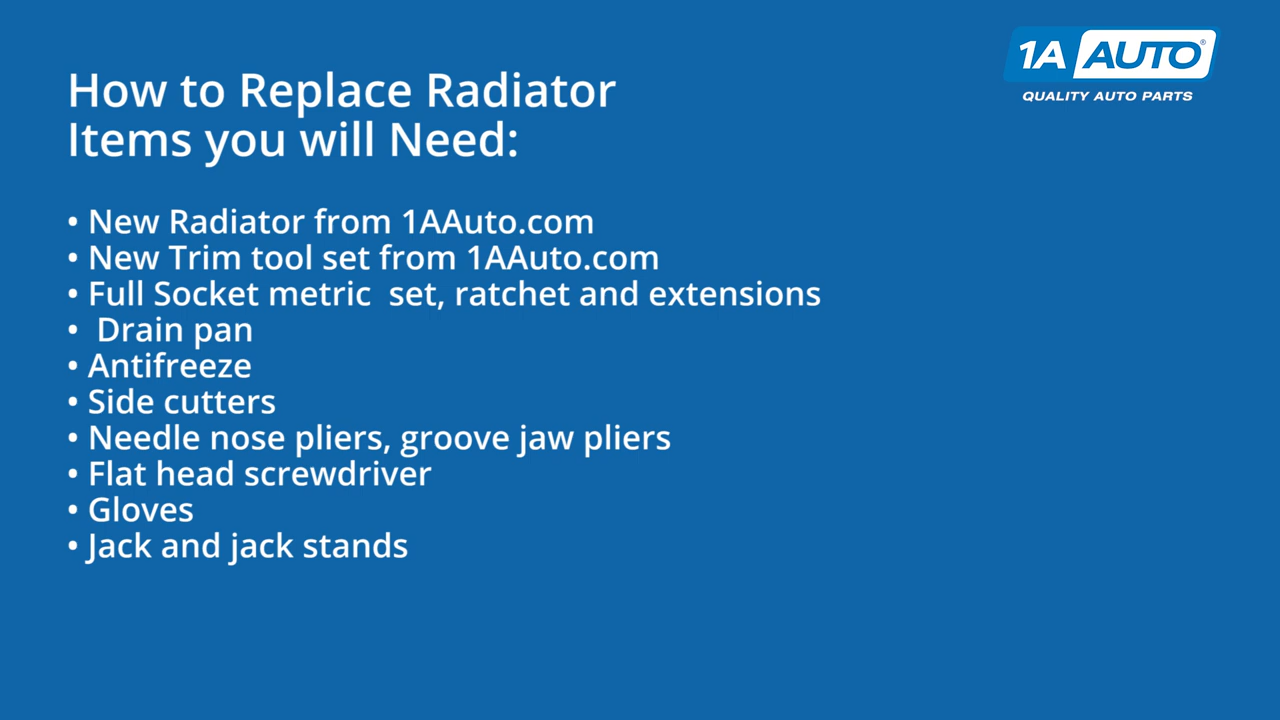 1A AUTO®
QUALITY AUTO PARTS
How to Replace Radiator
Items you will Need:
• New Radiator from 1AAuto.com
• New Trim tool set from 1AAuto.com
• Full Socket metric  set, ratchet and extensions
•  Drain pan
• Antifreeze
• Side cutters
• Needle nose pliers, groove jaw pliers
• Flat head screwdriver
• Gloves
• Jack and jack stands